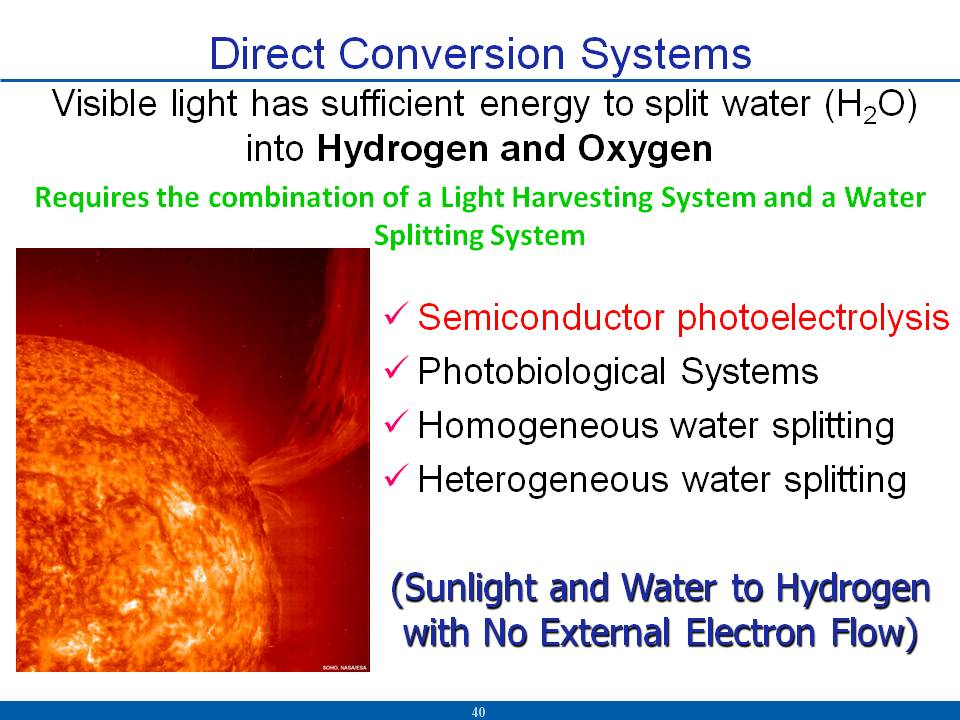 Direct Conversion Systems
Visible light has sufficient energy to split water (H₂O)
into Hydrogen and Oxygen
Requires the combination of a Light Harvesting System and a Water
Splitting System
✓ Semiconductor photoelectrolysis
✓ Photobiological Systems
✓ Homogeneous water splitting
✓ Heterogeneous water splitting
(Sunlight and Water to Hydrogen
with No External Electron Flow)
SOHO, NASA/ESA
40